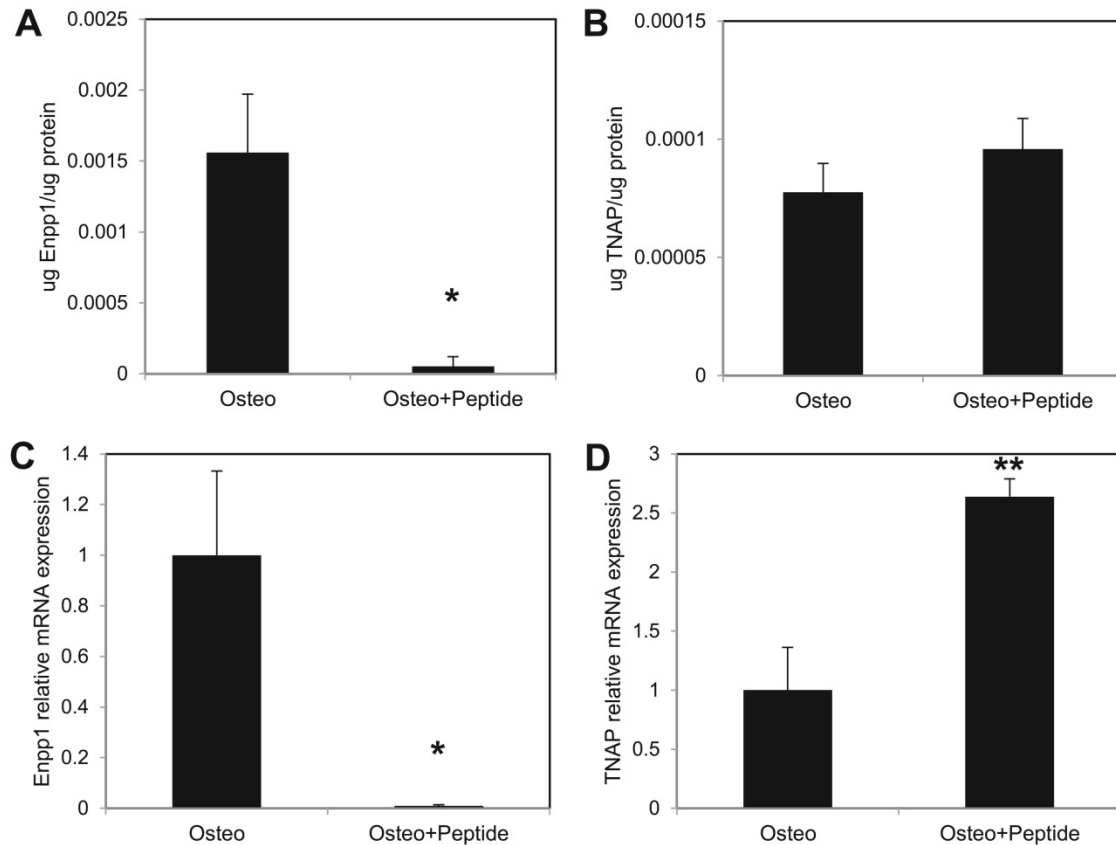 A
ug Enpp1/ug protein
0.0025
0.002
0.0015
0.001
0.0005
0
*
Osteo
Osteo+Peptide
B
ug TNAP/ug protein
0.00015
0.0001
0.00005
0
Osteo
Osteo+Peptide
C
Enpp1 relative mRNA expression
1.4
1.2
1
0.8
0.6
0.4
0.2
0
*
Osteo
Osteo+Peptide
D
TNAP relative mRNA expression
3
2.5
2
1.5
1
0.5
0
**
Osteo
Osteo+Peptide